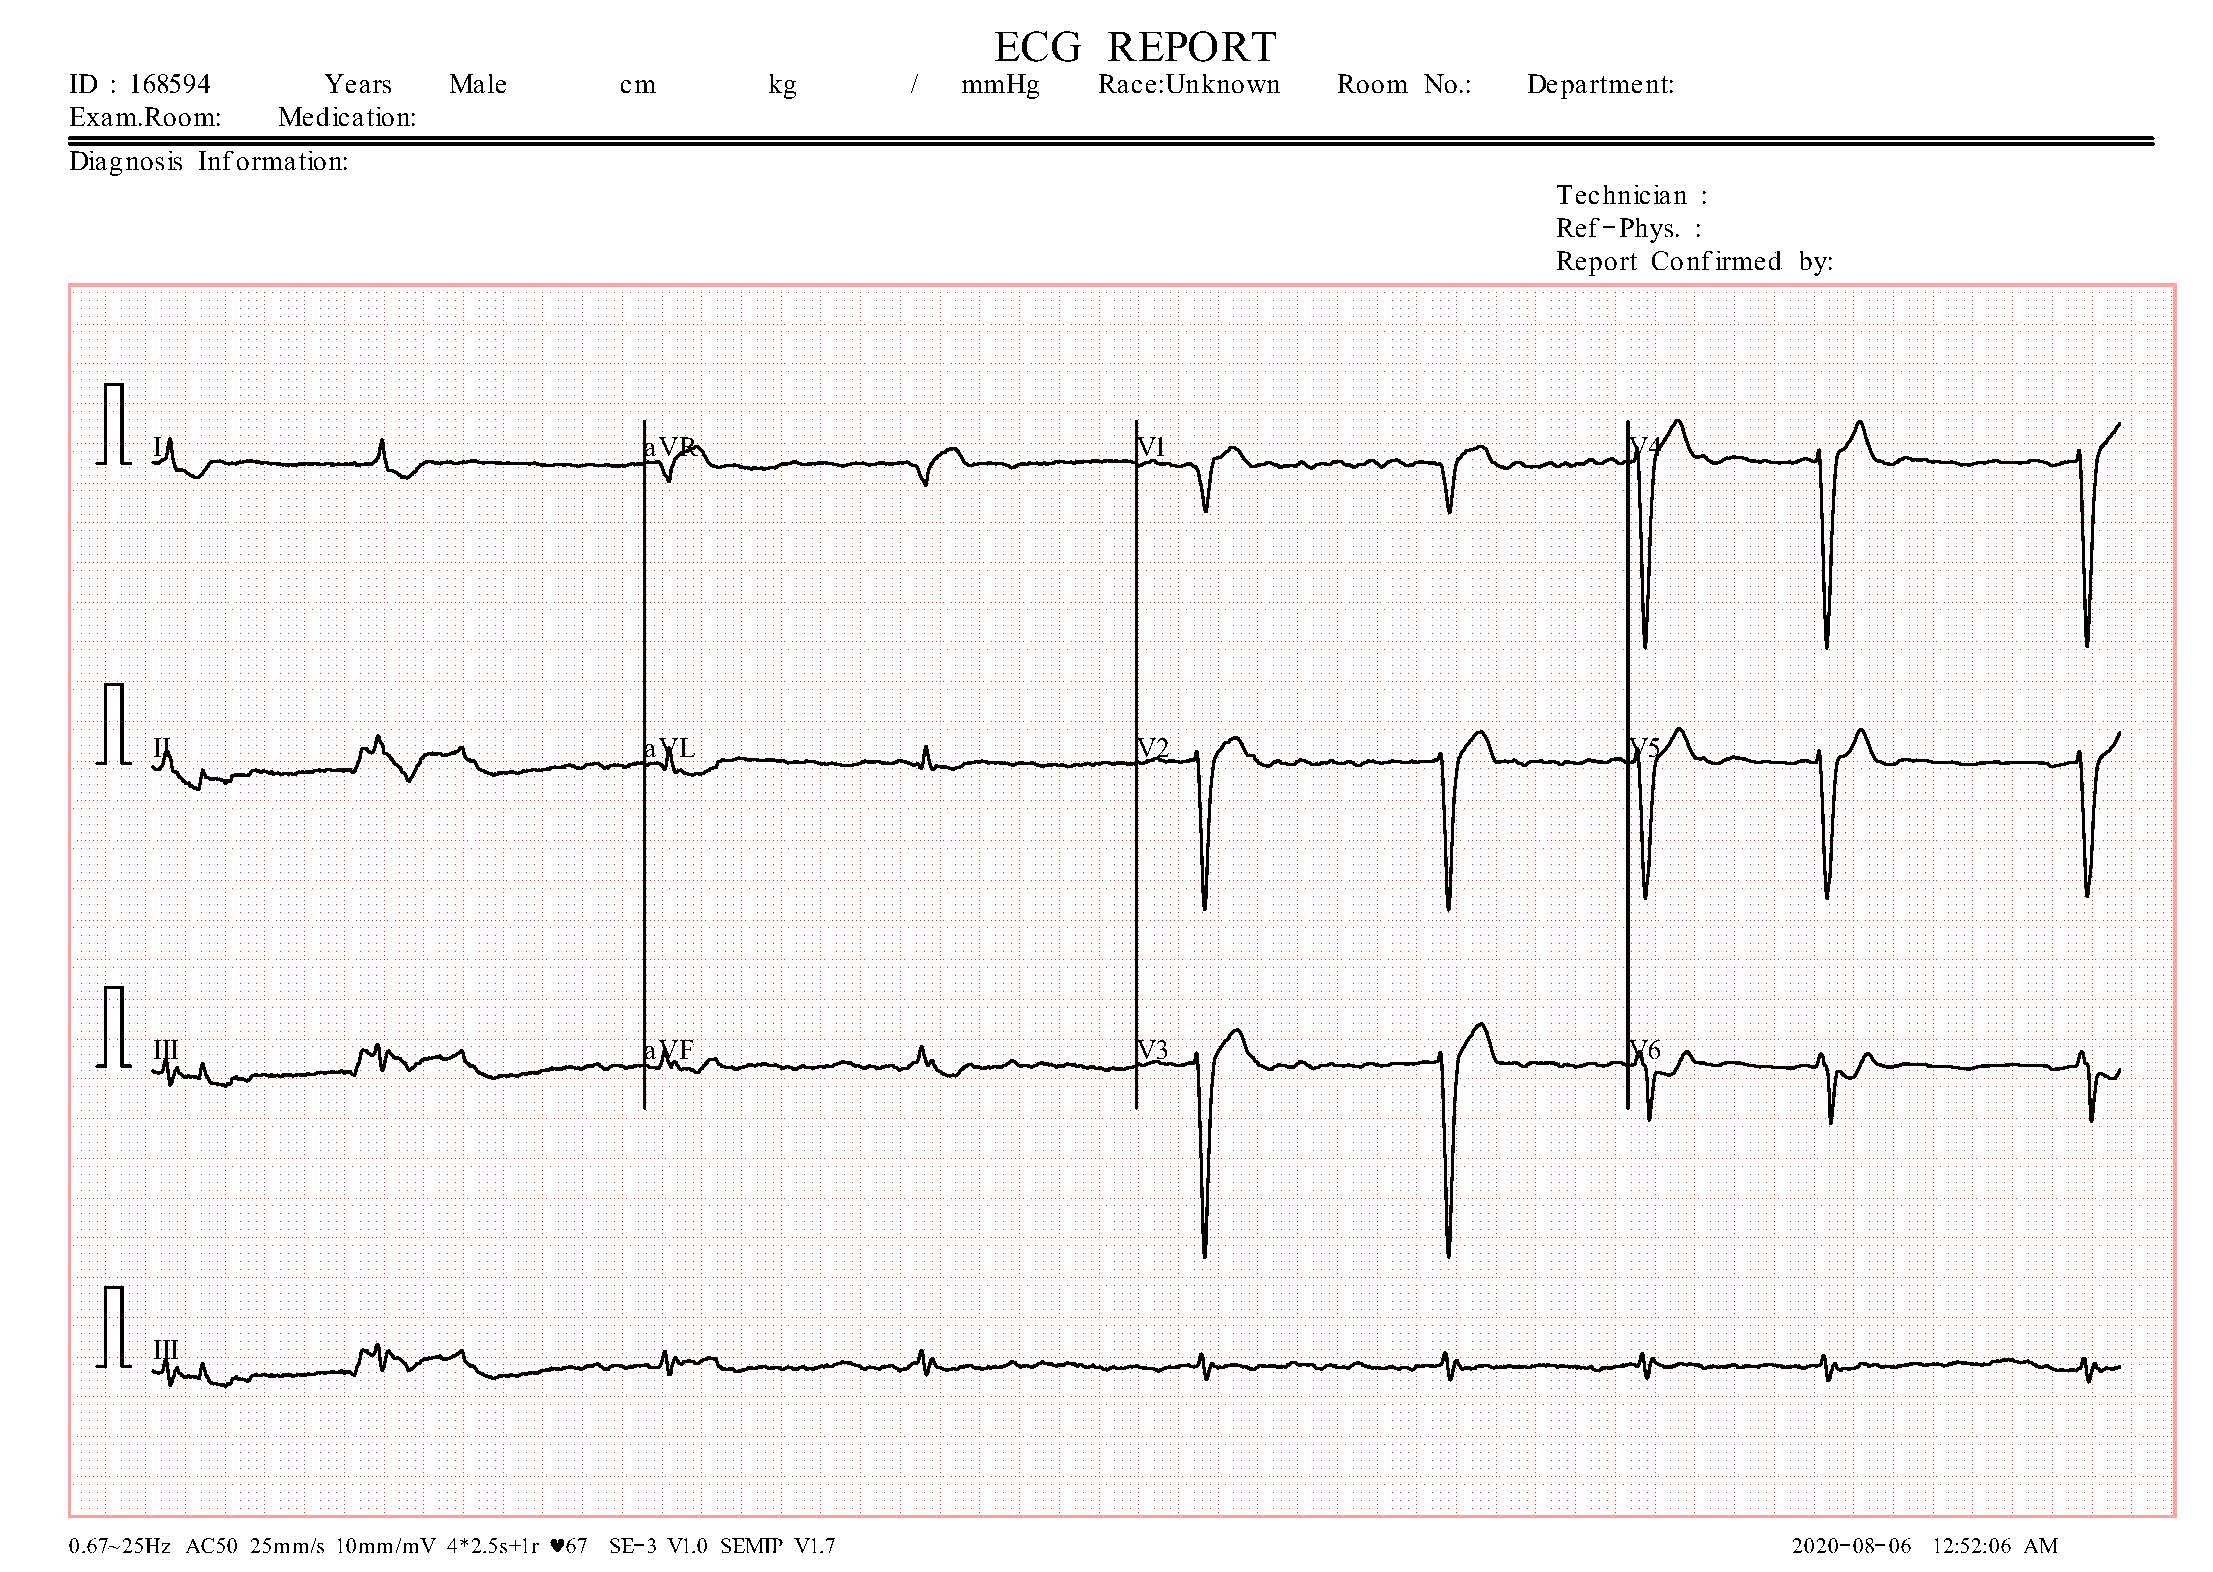 ECG REPORT
ID : 168594 Years Male cm kg / mmHg Race:Unknown Room No.: Department:
Exam.Room: Medication:
Diagnosis Information:
Technician :
Ref-Phys. :
Report Confirmed by:
I aVR V1 V4
II aVL V2 V5
III aVF V3 V6
III
0.67~25Hz AC50 25mm/s 10mm/mV 4*2.5s+1r ♥67 SE-3 V1.0 SEMIP V1.7 2020-08-06 12:52:06 AM